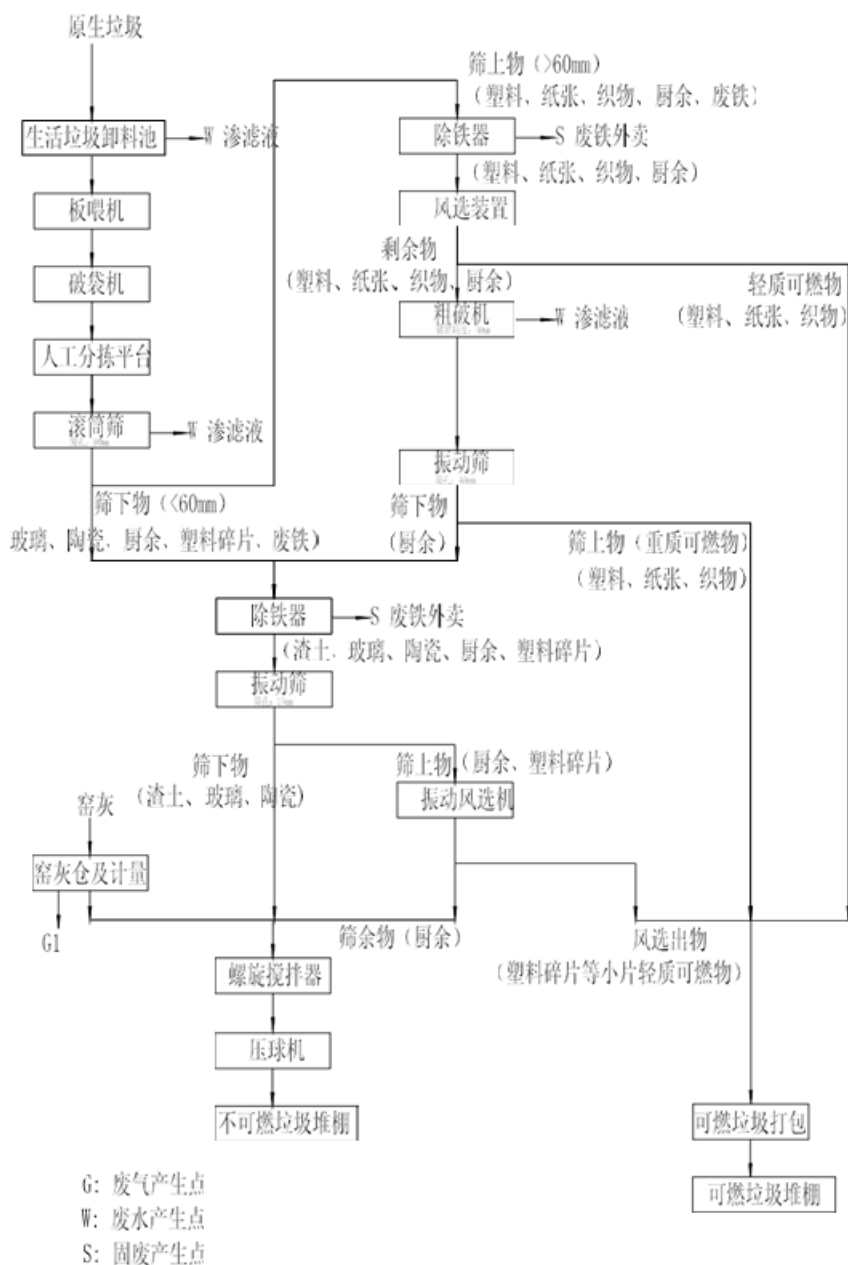 原生垃圾
生活垃圾卸料池
W 渗滤液
板喂机
破袋机
人工分拣平台
滚筒筛
W 渗滤液
筛下物(<60mm)
玻璃、陶瓷、厨余、塑料碎片、废铁)
筛上物(>60mm)
(塑料、纸张、织物、厨余、废铁)
除铁器
S 废铁外卖
(塑料、纸张、织物、厨余)
风选装置
剩余物
(塑料、纸张、织物、厨余)
轻质可燃物
(塑料、纸张、织物)
粗破机
W 渗滤液
振动筛
筛下物
(厨余)
筛上物(重质可燃物)
(塑料、纸张、织物)
除铁器
S 废铁外卖
(渣土、玻璃、陶瓷、厨余、塑料碎片)
振动筛
筛下物
(渣土、玻璃、陶瓷)
筛上物(厨余、塑料碎片)
振动风选机
窑灰
窑灰仓及计量
G1
筛余物(厨余)
风选出物
(塑料碎片等小片轻质可燃物)
螺旋搅拌器
压球机
不可燃垃圾堆棚
可燃垃圾打包
可燃垃圾堆棚
G: 废气产生点
W: 废水产生点
S: 固废产生点